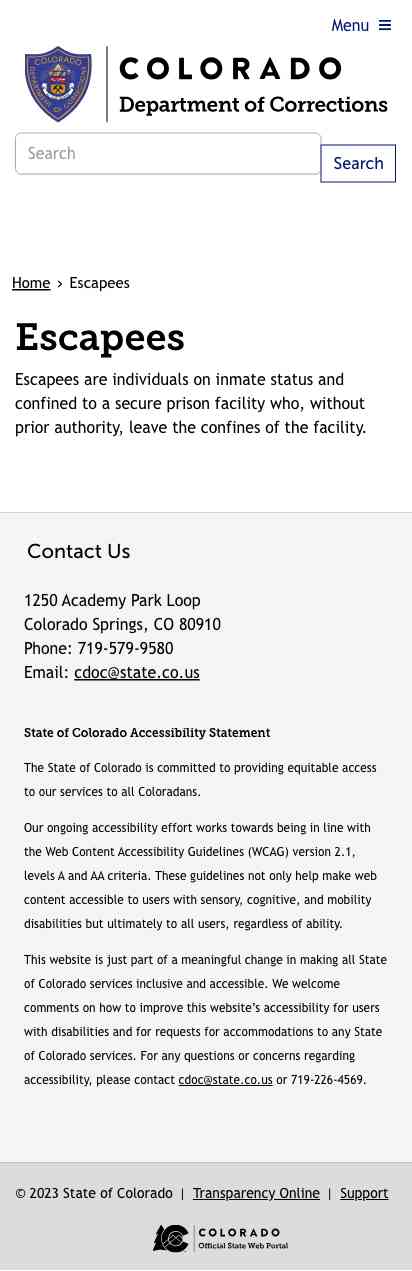 Menu
COLORADO
COLORADO
DEPARTMENT OF CORRECTIONS
Department of Corrections
Search
Search
Home › Escapees
Escapees
Escapees are individuals on inmate status and
confined to a secure prison facility who, without
prior authority, leave the confines of the facility.
Contact Us
1250 Academy Park Loop
Colorado Springs, CO 80910
Phone: 719-579-9580
Email: cdoc@state.co.us
State of Colorado Accessibility Statement
The State of Colorado is committed to providing equitable access
to our services to all Coloradans.
Our ongoing accessibility effort works towards being in line with
the Web Content Accessibility Guidelines (WCAG) version 2.1,
levels A and AA criteria. These guidelines not only help make web
content accessible to users with sensory, cognitive, and mobility
disabilities but ultimately to all users, regardless of ability.
This website is just part of a meaningful change in making all State
of Colorado services inclusive and accessible. We welcome
comments on how to improve this website's accessibility for users
with disabilities and for requests for accommodations to any State
of Colorado services. For any questions or concerns regarding
accessibility, please contact cdoc@state.co.us or 719-226-4569.
© 2023 State of Colorado | Transparency Online | Support
COLORADO
Official State Web Portal